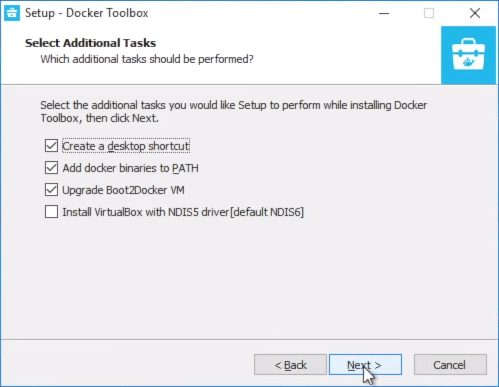 Setup - Docker Toolbox
Select Additional Tasks
Which additional tasks should be performed?
Select the additional tasks you would like Setup to perform while installing Docker
Toolbox, then click Next.
Create a desktop shortcut
Add docker binaries to PATH
Upgrade Boot2Docker VM
Install VirtualBox with NDIS5 driver[default NDIS6]
< Back
Next >
Cancel